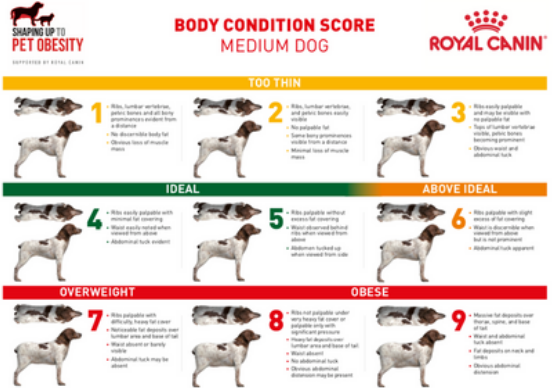 BODY CONDITION SCORE
MEDIUM DOG
SHAPING UP TO
PET OBESITY
SUPPORTED BY ROYAL CANIN
ROYAL CANIN
TOO THIN
1
• Ribs, lumbar vertebrae,
pelvic bones and all bony
prominences evident from
a distance
• No discernible body fat
• Obvious loss of muscle
mass
2
• Ribs, lumbar vertebrae,
and pelvic bones easily
visible
• No palpable fat
• Some bony prominences
visible from a distance
• Minimal loss of muscle
mass
3
• Ribs easily palpable
and may be visible with
no palpable fat
• Tops of lumbar vertebrae
visible, pelvic bones
becoming prominent
• Obvious waist and
abdominal tuck
IDEAL
ABOVE IDEAL
4
• Ribs easily palpable with
minimal fat covering
• Waist easily noted when
viewed from above
• Abdominal tuck evident
5
• Ribs palpable without
excess fat covering
• Waist observed behind
ribs when viewed from
above
• Abdomen tucked up
when viewed from side
6
• Ribs palpable with slight
excess of fat covering
• Waist is discernible when
viewed from above
but is not prominent
• Abdominal tuck apparent
OVERWEIGHT
OBESE
7
• Ribs palpable with
difficulty, heavy fat cover
• Noticeable fat deposits over
lumbar area and base of tail
• Waist absent or barely
visible
• Abdominal tuck may be
absent
8
• Ribs not palpable under
very heavy fat cover or
palpable only with
significant pressure
• Heavy fat deposits over
lumbar area and base of tail
• Waist absent
• No abdominal tuck
• Obvious abdominal
distension may be present
9
• Massive fat deposits over
thorax, spine, and base
of tail
• Waist and abdominal
tuck absent
• Fat deposits on neck and
limbs
• Obvious abdominal
distension